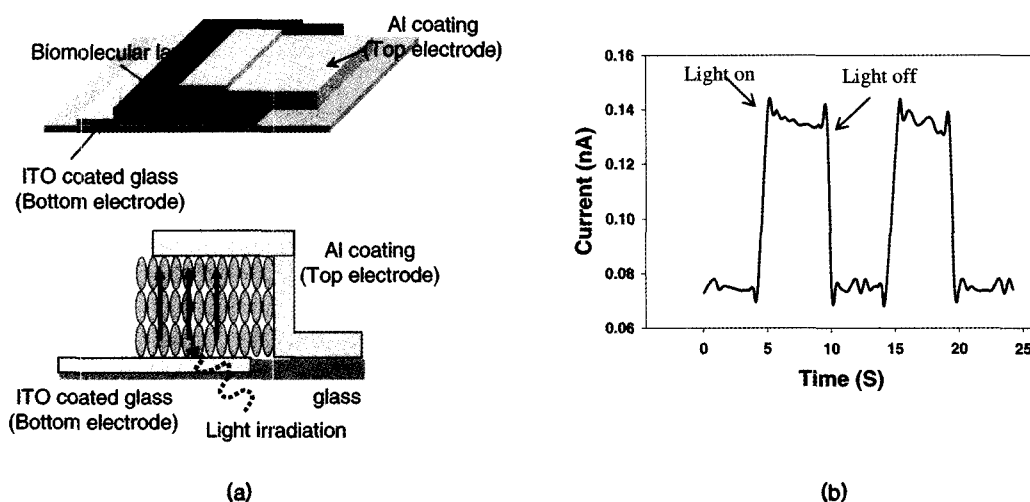 Al coating
(Top electrode)
Biomolecular
ITO coated glass
(Bottom electrode)
Al coating
(Top electrode)
ITO coated glass
(Bottom electrode)
glass
Light irradiation
(a)
0.16
0.14
0.12
0.10
0.08
0.06
Current (nA)
Light on
Light off
0
5
10
15
20
25
Time (S)
(b)